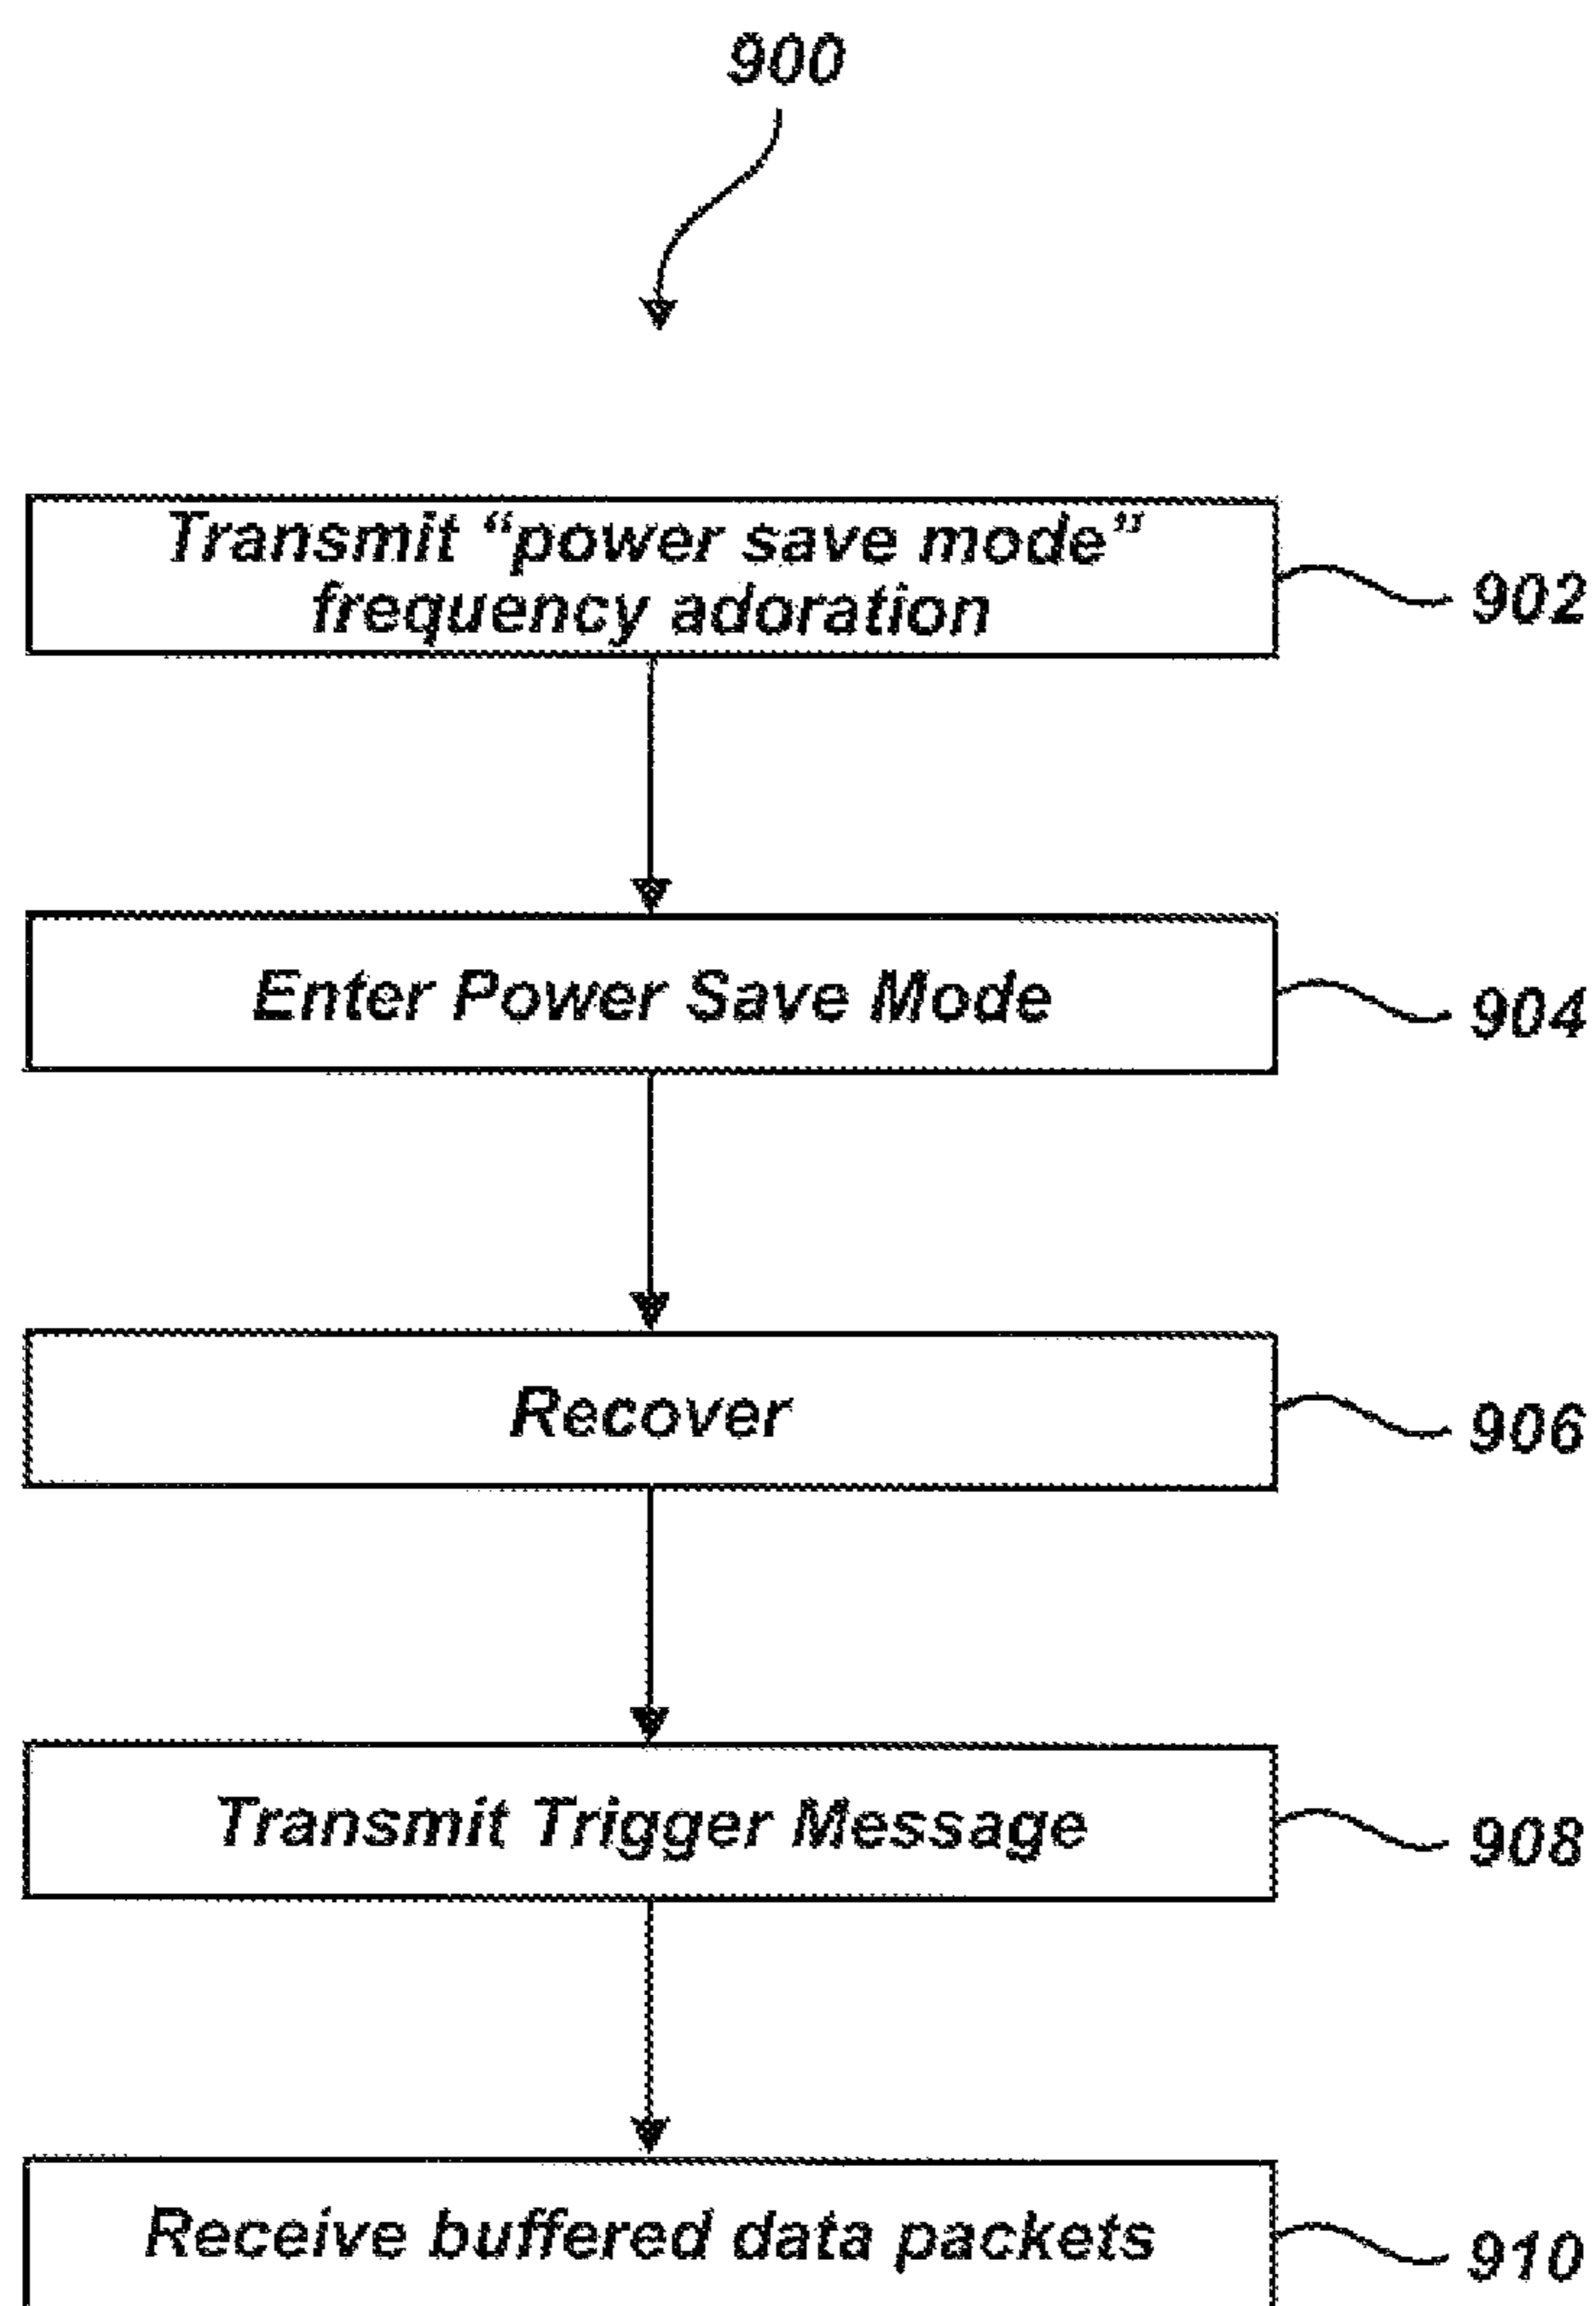 900
Transmit “power save mode”
frequency adoration
902
Enter Power Save Mode
904
Recover
906
Transmit Trigger Message
908
Receive buffered data packets
910